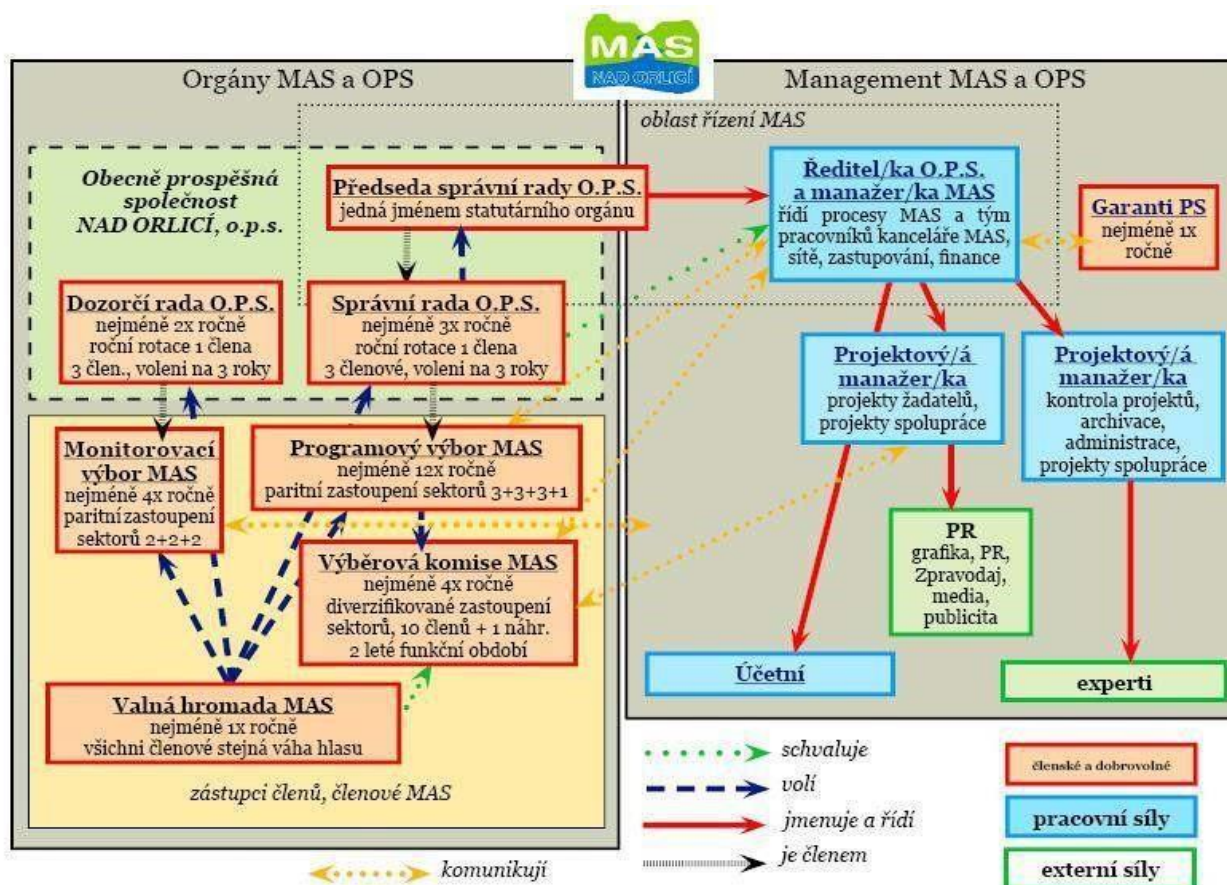 MAS
NAD ORLICÍ
Orgány MAS a OPS
Management MAS a OPS
oblast řízení MAS
Obecně prospěšná
společnost
NAD ORLICÍ, o.p.s.
Předseda správní rady O.P.S.
jedná jménem statutárního orgánu
Ředitel/ka O.P.S.
a manažer/ka MAS
řídí procesy MAS a tým
pracovníků kanceláře MAS,
sítě, zastupování, finance
Garanti PS
nejméně 1x
ročně
Dozorčí rada O.P.S.
nejméně 2x ročně
roční rotace 1 člena
3 člen., voleni na 3 roky
Správní rada O.P.S.
nejméně 3x ročně
roční rotace 1 člena
3 členové, voleni na 3 roky
Projektový/á
manažer/ka
projekty žadatelů,
projekty spolupráce
Projektový/á
manažer/ka
kontrola projektů,
archivace,
administrace,
projekty spolupráce
Monitorovací
výbor MAS
nejméně 4x ročně
paritní zastoupení
sektorů 2+2+2
Programový výbor MAS
nejméně 12x ročně
paritní zastoupení sektorů 3+3+3+1
Výběrová komise MAS
nejméně 4x ročně
diverzifikované zastoupení
sektorů, 10 členů + 1 náhr.
2 leté funkční období
PR
grafika, PR,
Zpravodaj,
media,
publicita
Účetní
experti
Valná hromada MAS
nejméně 1x ročně
všichni členové stejná váha hlasu
zástupci členů, členové MAS
schvaluje
volí
jmenuje a řídí
je členem
komunikují
členské a dobrovolné
pracovní síly
externí síly